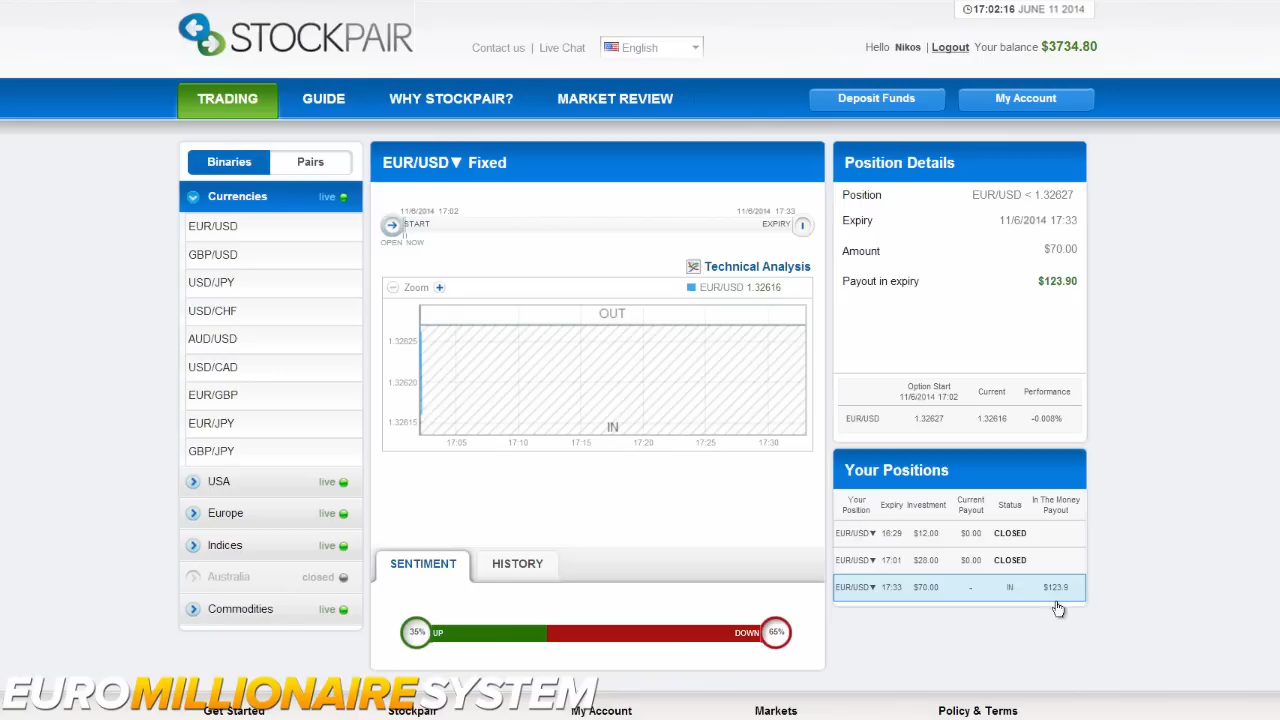 17:02:16 JUNE 11 2014
STOCKPAIR
Contact us | Live Chat
English
Hello Nikos | Logout Your balance $3734.80
TRADING GUIDE WHY STOCKPAIR? MARKET REVIEW
Deposit Funds My Account
Binaries Pairs
Currencies live
EUR/USD
GBP/USD
USD/JPY
USD/CHF
AUD/USD
USD/CAD
EUR/GBP
EUR/JPY
GBP/JPY
USA live
Europe live
Indices live
Australia closed
Commodities live
EUR/USD▼ Fixed
11/6/2014 17:02 11/6/2014 17:33
START EXPIRY
OPEN NOW
Technical Analysis
Zoom EUR/USD 1.32616
OUT
1.32625
1.32620
1.32615
IN
17:05 17:10 17:15 17:20 17:25 17:30
SENTIMENT HISTORY
35% UP DOWN 65%
Position Details
Position EUR/USD < 1.32627
Expiry 11/6/2014 17:33
Amount $70.00
Payout in expiry $123.90
Option Start
11/6/2014 17:02 Current Performance
EUR/USD 1.32627 1.32616 -0.008%
Your Positions
Your Position Expiry Investment Current Payout Status In The Money Payout
EUR/USD▼ 16:29 $12.00 $0.00 CLOSED
EUR/USD▼ 17:01 $28.00 $0.00 CLOSED
EUR/USD▼ 17:33 $70.00 - IN $123.9
EUROMILLIONAIRESYSTEM
Get Started Stockpair My Account Markets Policy & Terms